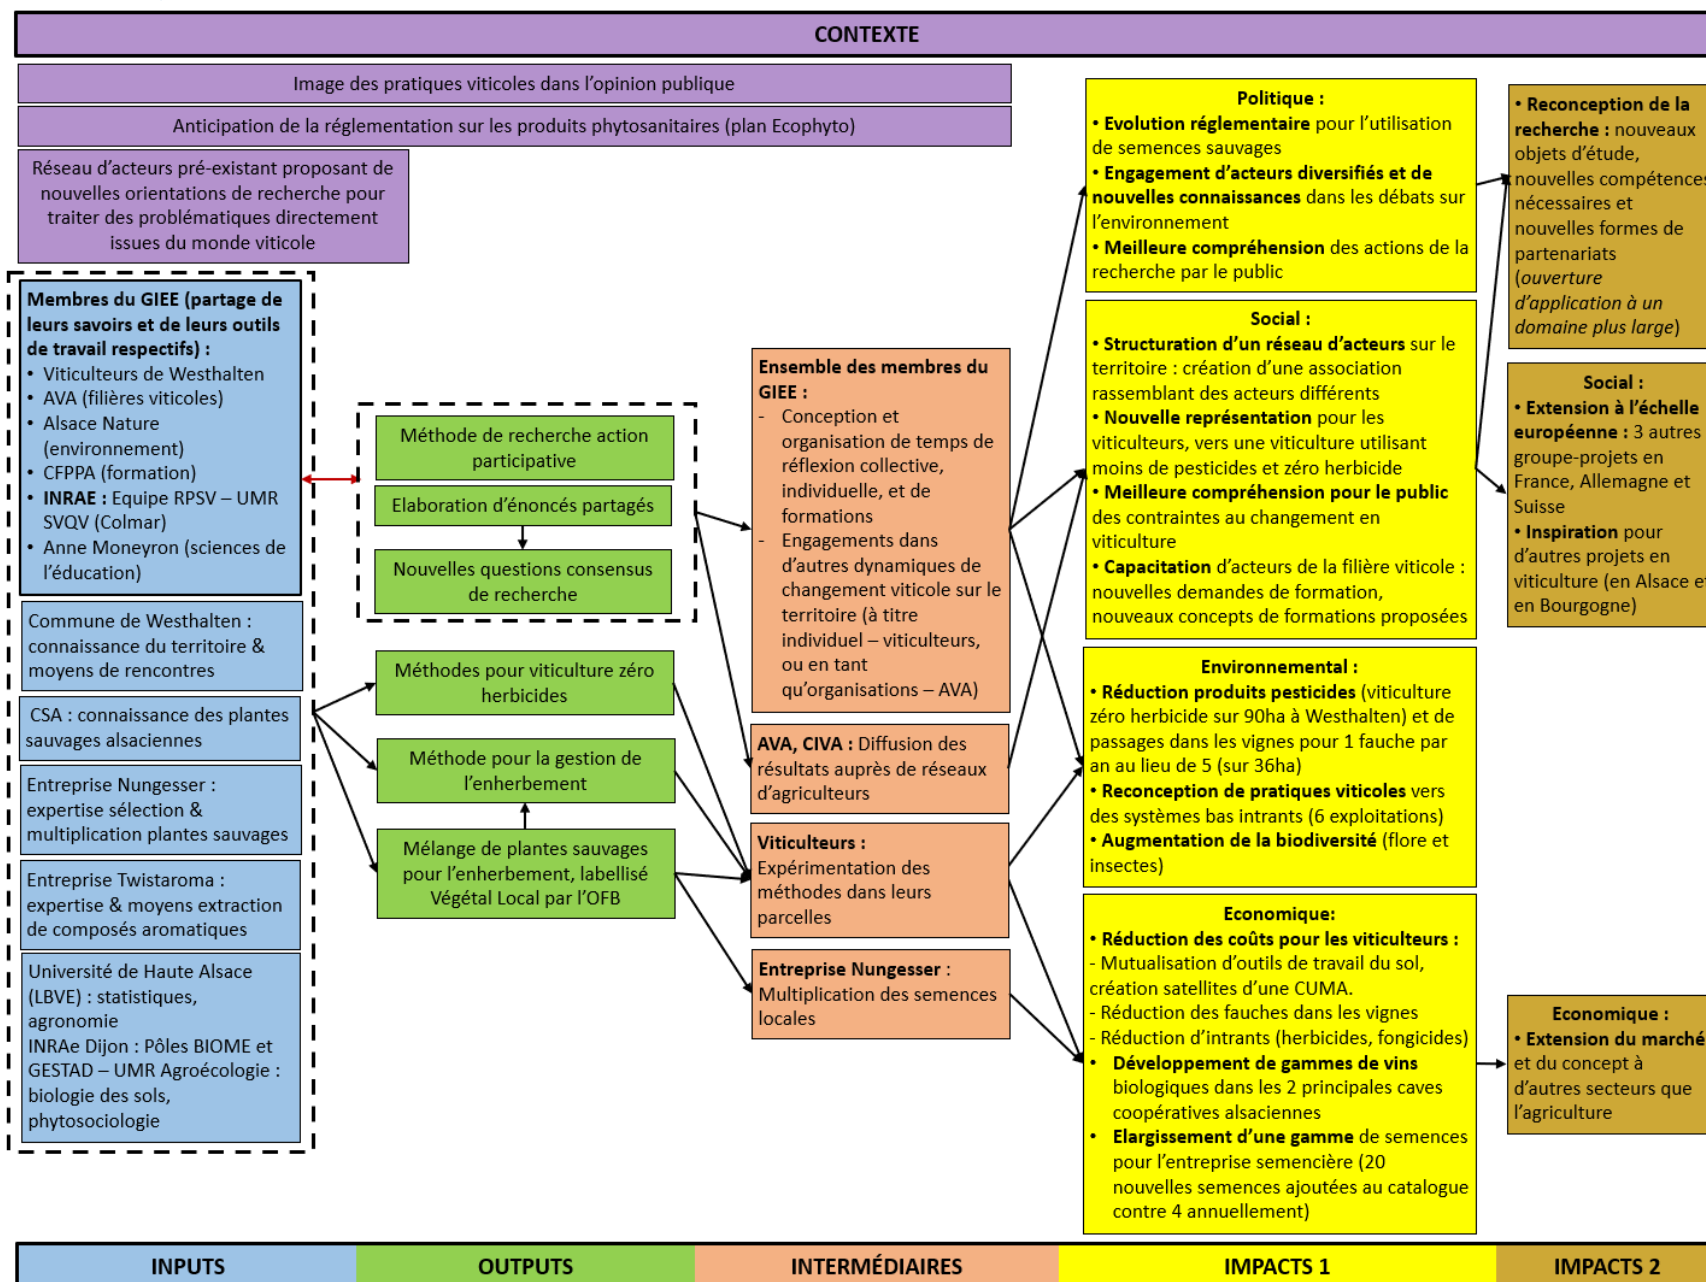 CONTEXTE
Image des pratiques viticoles dans l'opinion publique
Anticipation de la réglementation sur les produits phytosanitaires (plan Ecophyto)
Réseau d'acteurs pré-existant proposant de
nouvelles orientations de recherche pour
traiter des problématiques directement
issues du monde viticole
Membres du GIEE (partage de
leurs savoirs et de leurs outils
de travail respectifs) :
• Viticulteurs de Westhalten
• AVA (filières viticoles)
• Alsace Nature
(environnement)
• CFPPA (formation)
• INRAE : Equipe RPSV – UMR
SVQV (Colmar)
• Anne Moneyron (sciences de
l'éducation)
Commune de Westhalten :
connaissance du territoire &
moyens de rencontres
CSA : connaissance des plantes
sauvages alsaciennes
Entreprise Nungesser :
expertise sélection &
multiplication plantes sauvages
Entreprise Twistaroma :
expertise & moyens extraction
de composés aromatiques
Université de Haute Alsace
(LBVE) : statistiques,
agronomie
INRAe Dijon : Pôles BIOME et
GESTAD – UMR Agroécologie :
biologie des sols,
phytosociologie
Méthode de recherche action
participative
Elaboration d'énoncés partagés
Nouvelles questions consensus
de recherche
Méthodes pour viticulture zéro
herbicides
Méthode pour la gestion de
l'enherbement
Mélange de plantes sauvages
pour l'enherbement, labellisé
Végétal Local par l'OFB
Ensemble des membres du
GIEE :
- Conception et
organisation de temps de
réflexion collective,
individuelle, et de
formations
- Engagements dans
d'autres dynamiques de
changement viticole sur le
territoire (à titre
individuel – viticulteurs,
ou en tant
qu'organisations – AVA)
AVA, CIVA : Diffusion des
résultats auprès de réseaux
d'agriculteurs
Viticulteurs :
Expérimentation des
méthodes dans leurs
parcelles
Entreprise Nungesser :
Multiplication des semences
locales
Politique :
• Evolution réglementaire pour l'utilisation
de semences sauvages
• Engagement d'acteurs diversifiés et de
nouvelles connaissances dans les débats sur
l'environnement
• Meilleure compréhension des actions de la
recherche par le public
Social :
• Structuration d'un réseau d'acteurs sur le
territoire : création d'une association
rassemblant des acteurs différents
• Nouvelle représentation pour les
viticulteurs, vers une viticulture utilisant
moins de pesticides et zéro herbicide
• Meilleure compréhension pour le public
des contraintes au changement en
viticulture
• Capacitation d'acteurs de la filière viticole :
nouvelles demandes de formation,
nouveaux concepts de formations proposées
Environnemental :
• Réduction produits pesticides (viticulture
zéro herbicide sur 90ha à Westhalten) et de
passages dans les vignes pour 1 fauche par
an au lieu de 5 (sur 36ha)
• Reconception de pratiques viticoles vers
des systèmes bas intrants (6 exploitations)
• Augmentation de la biodiversité (flore et
insectes)
Economique:
• Réduction des coûts pour les viticulteurs :
- Mutualisation d'outils de travail du sol,
création satellites d'une CUMA.
- Réduction des fauches dans les vignes
- Réduction d'intrants (herbicides, fongicides)
• Développement de gammes de vins
biologiques dans les 2 principales caves
coopératives alsaciennes
• Elargissement d'une gamme de semences
pour l'entreprise semencière (20
nouvelles semences ajoutées au catalogue
contre 4 annuellement)
• Reconception de la
recherche : nouveaux
objets d'étude,
nouvelles compétences
nécessaires et
nouvelles formes de
partenariats
(ouverture
d'application à un
domaine plus large)
Social :
• Extension à l'échelle
européenne : 3 autres
groupe-projets en
France, Allemagne et
Suisse
• Inspiration pour
d'autres projets en
viticulture (en Alsace et
en Bourgogne)
Economique :
• Extension du marché
et du concept à
d'autres secteurs que
l'agriculture
INPUTS
OUTPUTS
INTERMÉDIAIRES
IMPACTS 1
IMPACTS 2